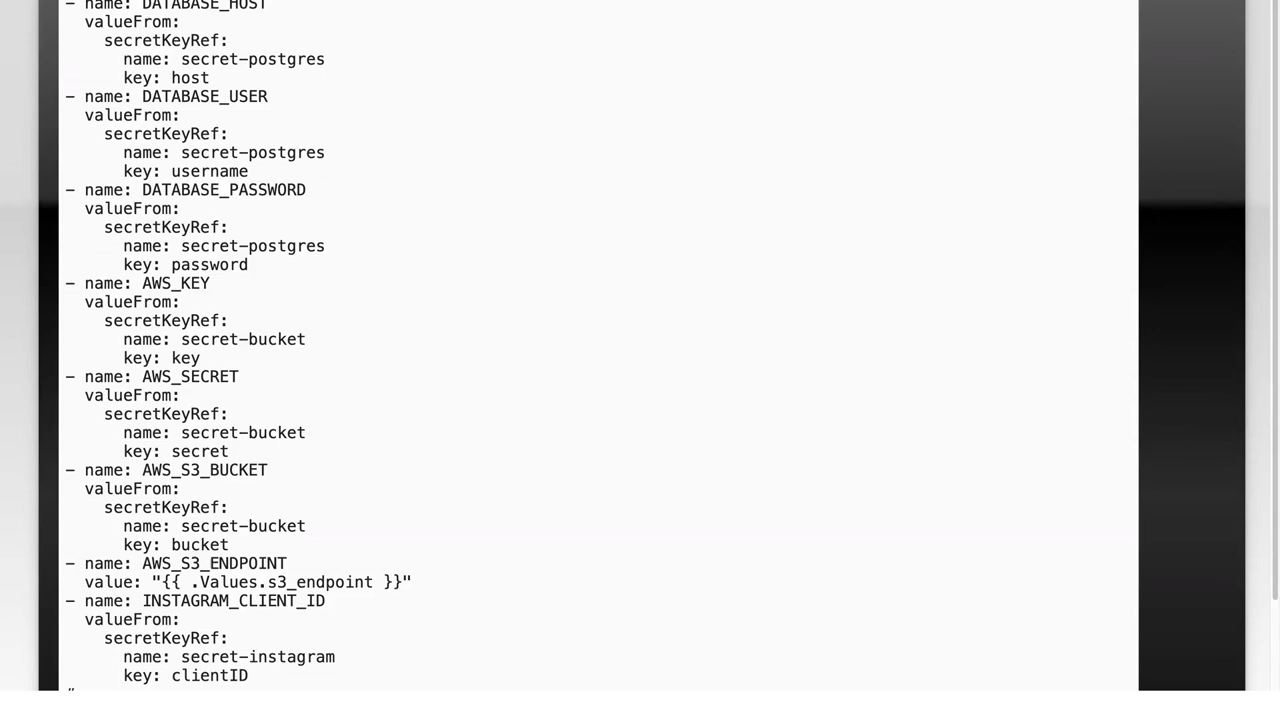 - name: DATABASE_HOST
valueFrom:
secretKeyRef:
name: secret-postgres
key: host
- name: DATABASE_USER
valueFrom:
secretKeyRef:
name: secret-postgres
key: username
- name: DATABASE_PASSWORD
valueFrom:
secretKeyRef:
name: secret-postgres
key: password
- name: AWS_KEY
valueFrom:
secretKeyRef:
name: secret-bucket
key: key
- name: AWS_SECRET
valueFrom:
secretKeyRef:
name: secret-bucket
key: secret
- name: AWS_S3_BUCKET
valueFrom:
secretKeyRef:
name: secret-bucket
key: bucket
- name: AWS_S3_ENDPOINT
value: "{{ .Values.s3_endpoint }}"
- name: INSTAGRAM_CLIENT_ID
valueFrom:
secretKeyRef:
name: secret-instagram
key: clientID